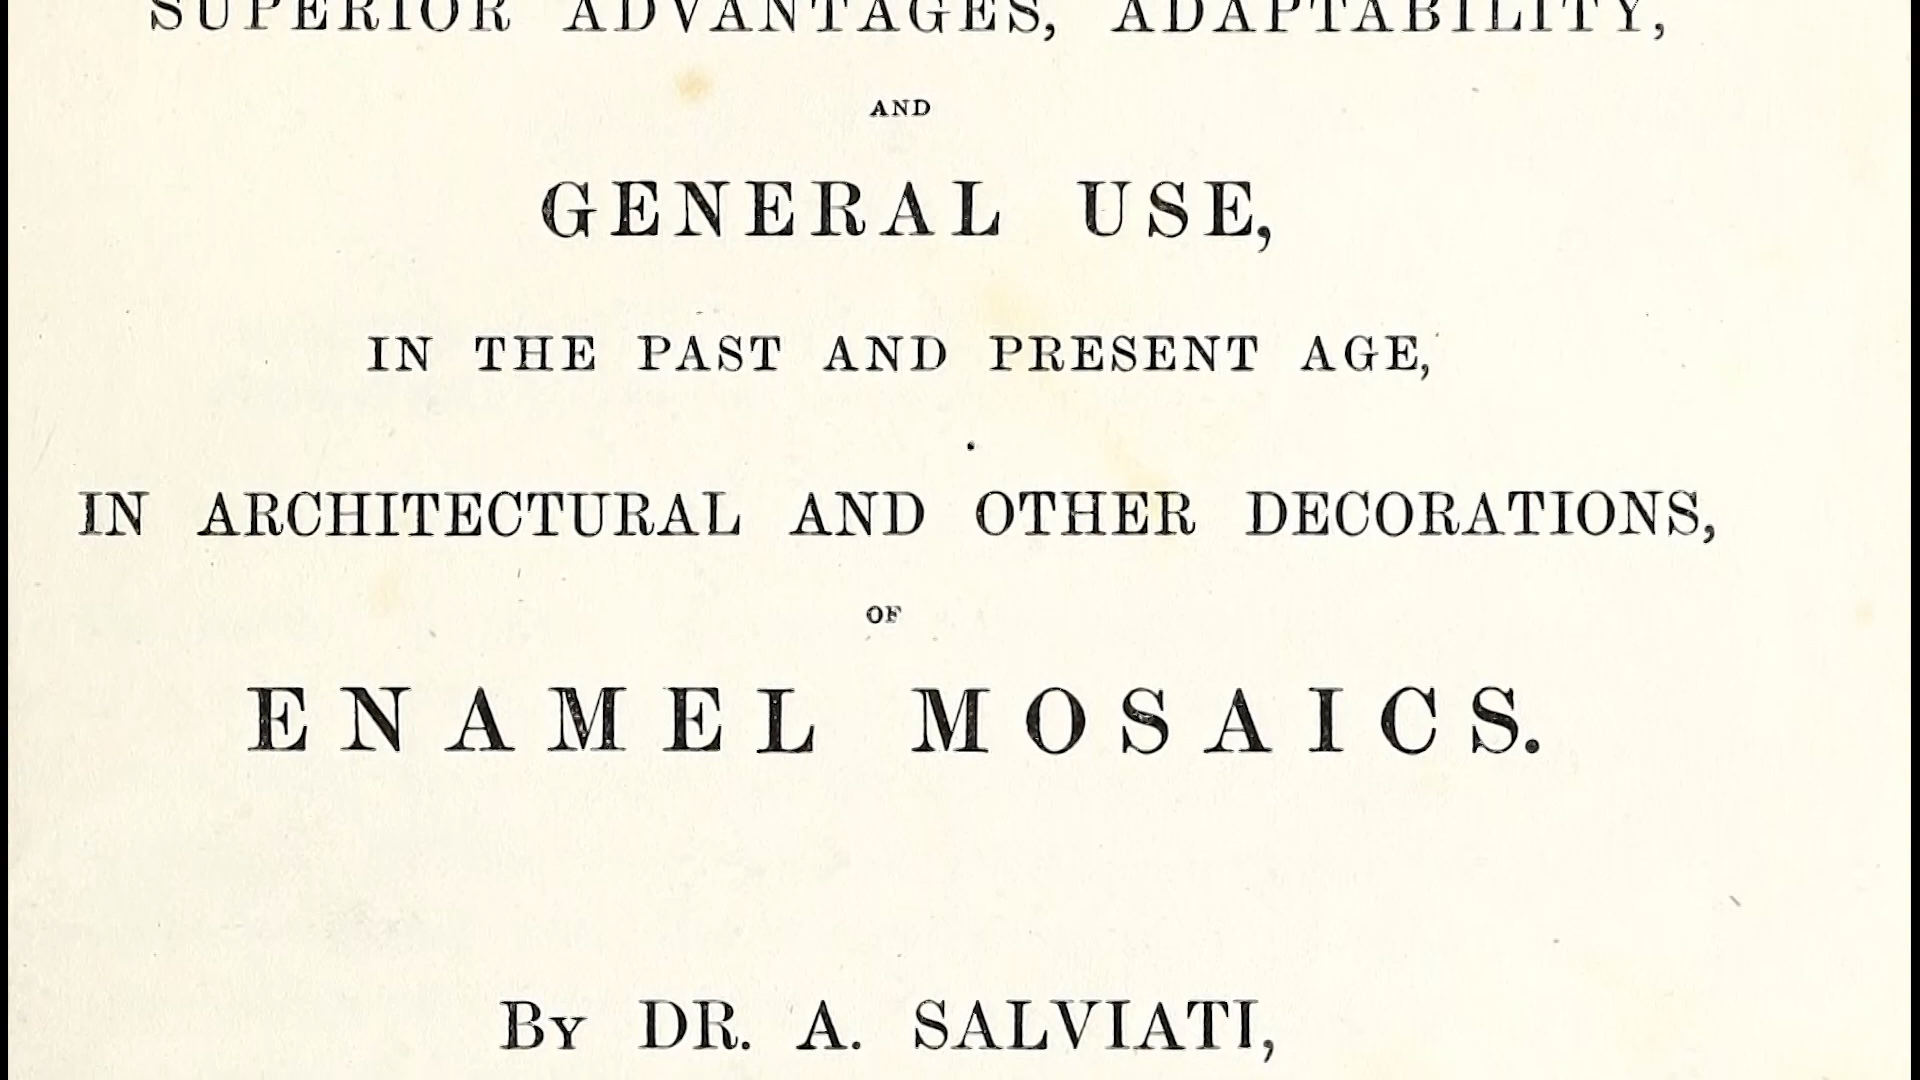 SUPERIOR ADVANTAGES, ADAPTABILITY,
AND
GENERAL USE,
IN THE PAST AND PRESENT AGE,
IN ARCHITECTURAL AND OTHER DECORATIONS,
OF
ENAMEL MOSAICS.
By DR. A. SALVIATI,